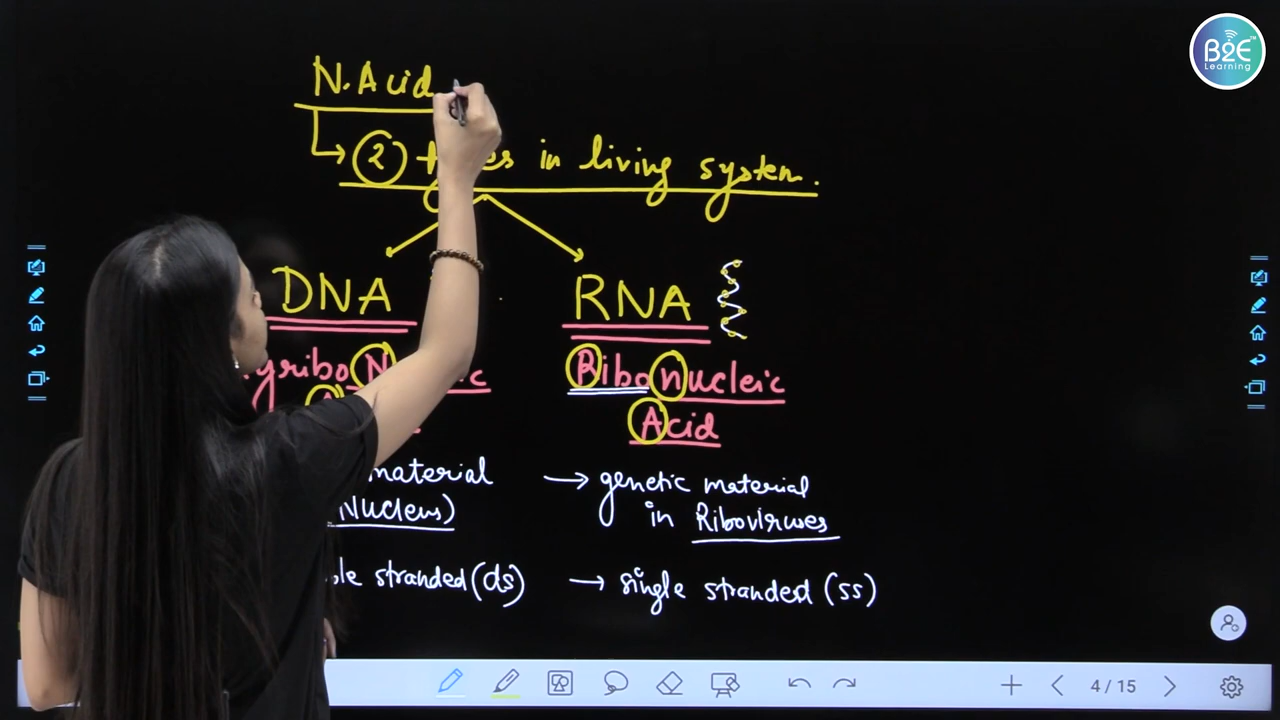 B2E
Learning
N.Acid
2 in living system.
DNA RNA
Ribonucleic
Acid
material → genetic material
Nucleus) in Riboviruses
stranded (ds) → single stranded (ss)
4 / 15